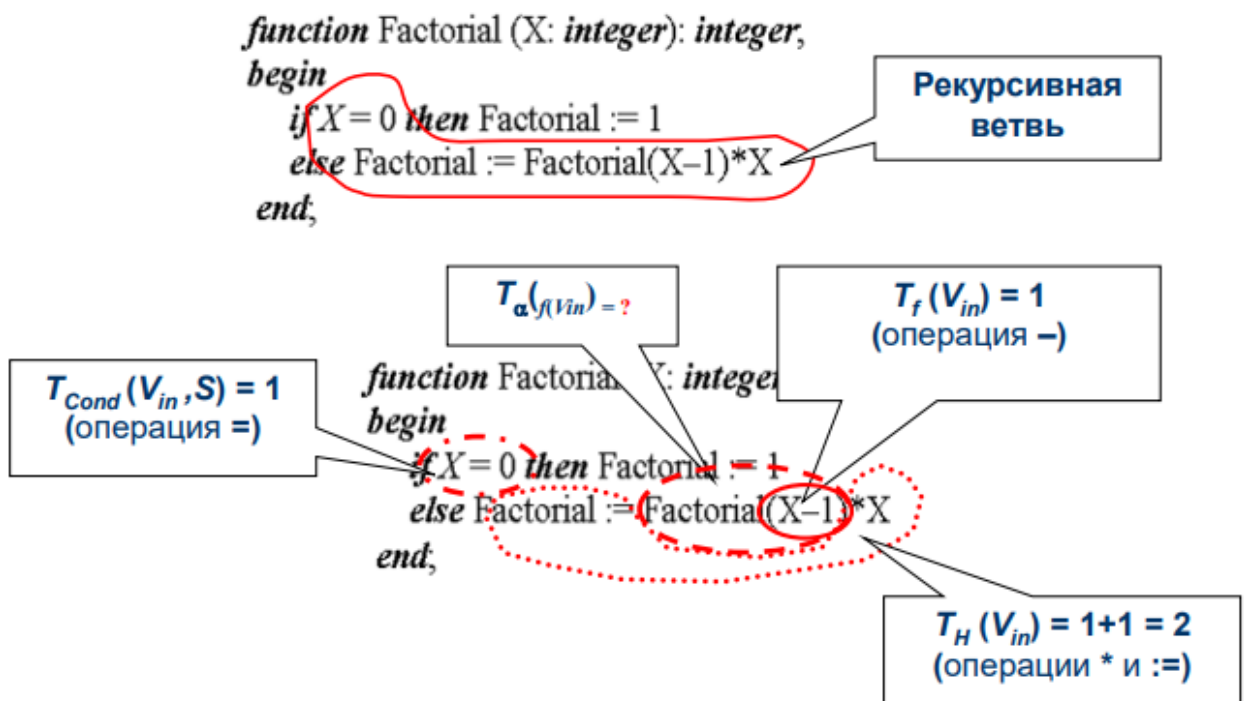 function Factorial (X: integer): integer,
begin
if X = 0 then Factorial := 1
else Factorial := Factorial(X–1)*X
end;
Рекурсивная
ветвь
Tα(f(Vin) = ?
Tf (Vin) = 1
(операция –)
TCond (Vin ,S) = 1
(операция =)
function Factorial X: integer
begin
if X = 0 then Factorial := 1
else Factorial := Factorial(X–1)*X
end;
TH (Vin) = 1+1 = 2
(операции * и :=)